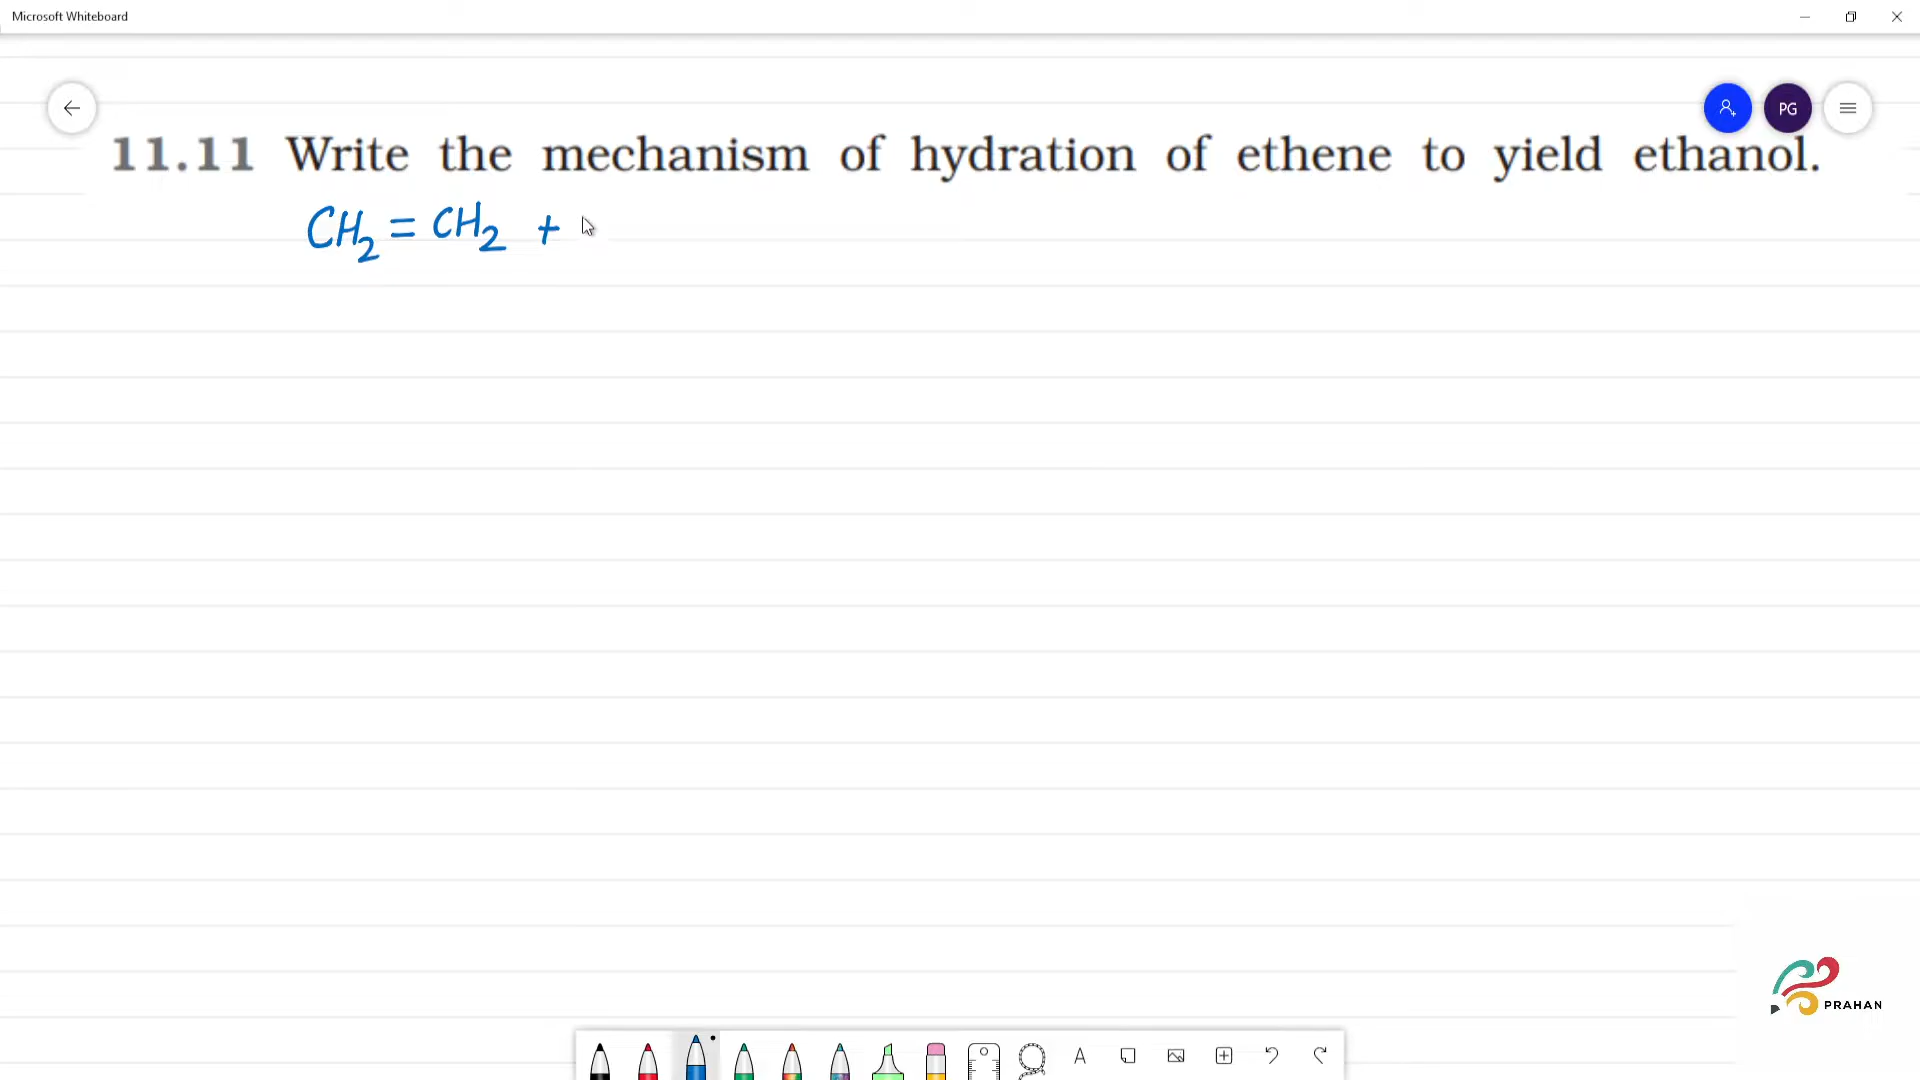 Microsoft Whiteboard
PG
11.11 Write the mechanism of hydration of ethene to yield ethanol.
CH₂ = CH₂ +
PRAHAN
A